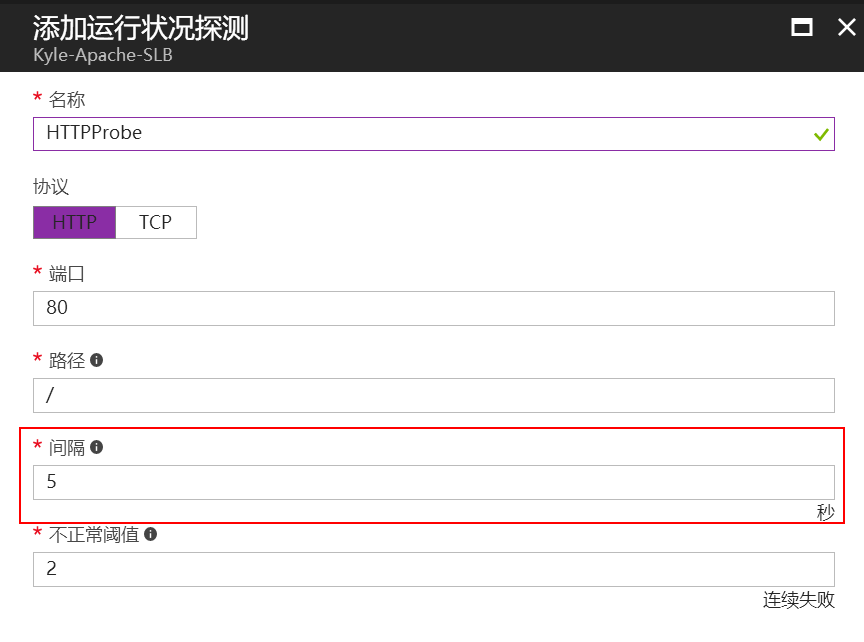 添加运行状况探测
Kyle-Apache-SLB
* 名称
HTTPProbe
协议
HTTP TCP
* 端口
80
* 路径
/
* 间隔
5
秒
* 不正常阈值
2
连续失败